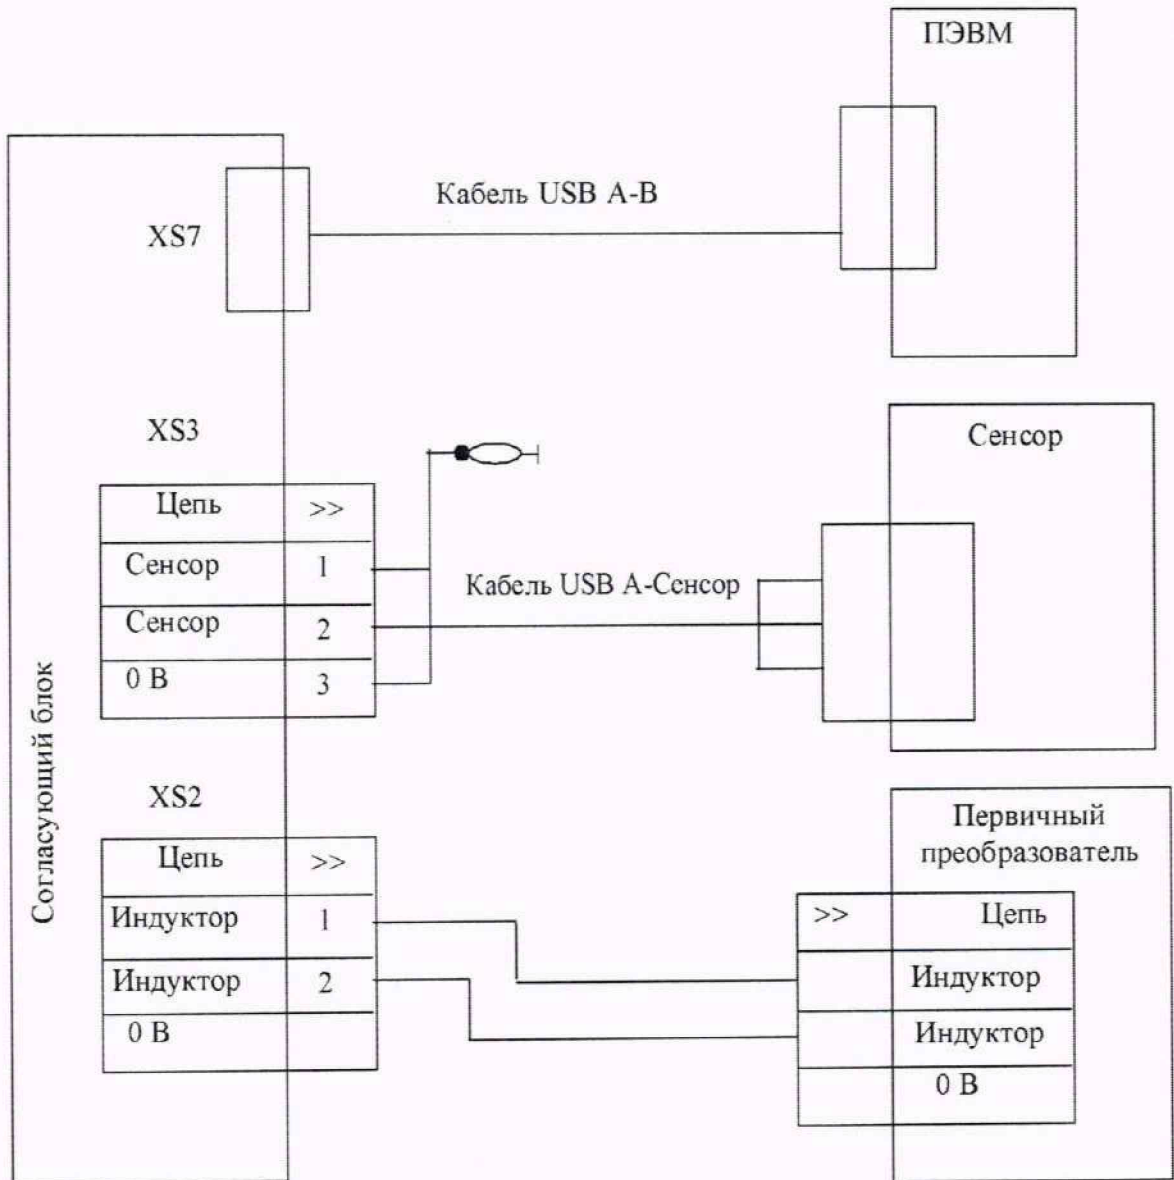 ПЭВМ
Кабель USB A-B
XS7
XS3
Сенсор
Цепь >>
Сенсор 1
Кабель USB A-Сенсор
Сенсор 2
0 В 3
Согласующий блок
XS2
Первичный
преобразователь
Цепь >>
>> Цепь
Индуктор 1
Индуктор
Индуктор 2
Индуктор
0 В
0 В